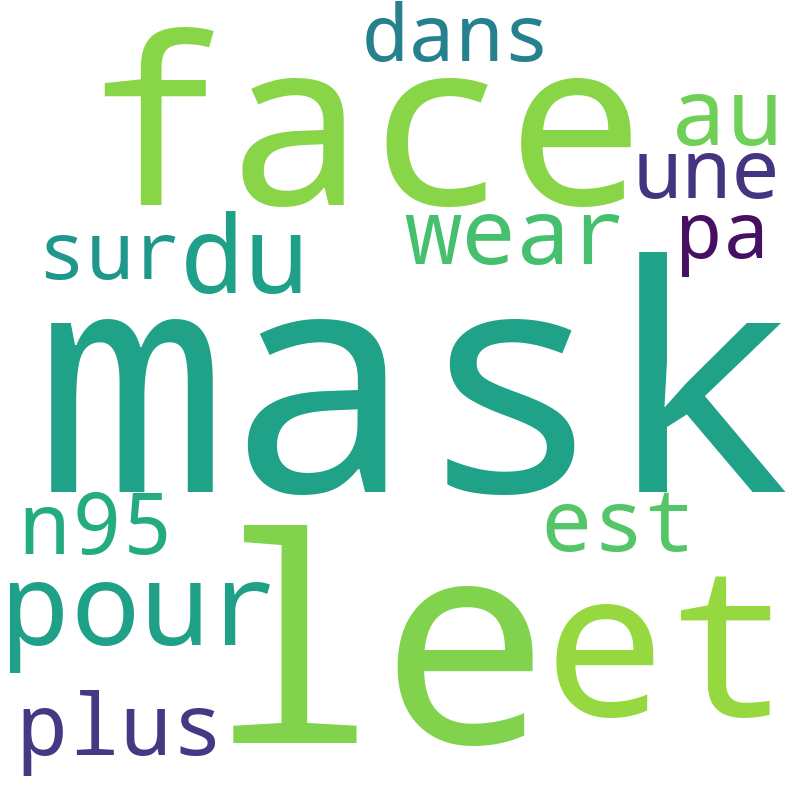 dans
face
au
une
sur du
wear
pa
mask
n95
est
pour
le et
plus